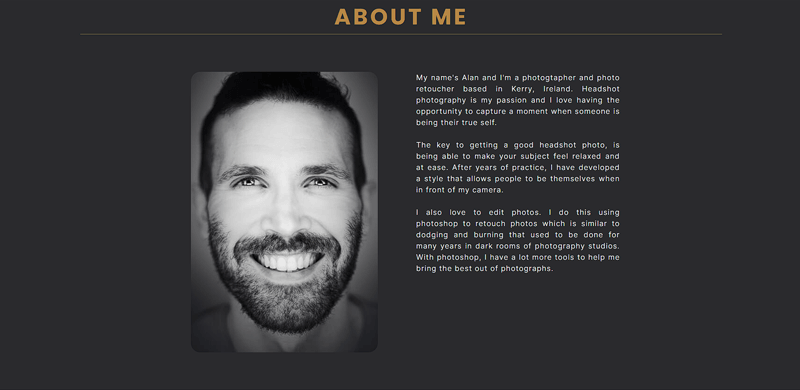 ABOUT ME
My name's Alan and I'm a photogtapher and photo
retoucher based in Kerry, Ireland. Headshot
photography is my passion and I love having the
opportunity to capture a moment when someone is
being their true self.
The key to getting a good headshot photo, is
being able to make your subject feel relaxed and
at ease. After years of practice, I have developed
a style that allows people to be themselves when
in front of my camera.
I also love to edit photos. I do this using
photoshop to retouch photos which is similar to
dodging and burning that used to be done for
many years in dark rooms of photography studios.
With photoshop, I have a lot more tools to help me
bring the best out of photographs.